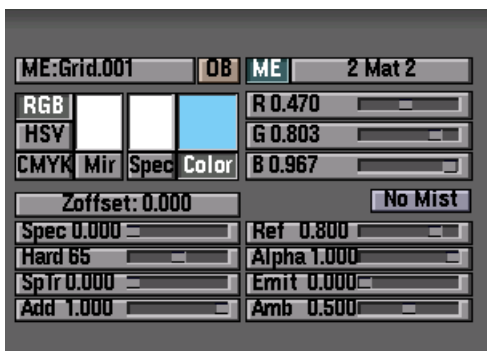 ME:Grid.001 OB ME 2 Mat 2
RGB R 0.470
HSV G 0.803
CMYK Mir Spec Color B 0.967
Zoffset: 0.000 No Mist
Spec 0.000 Ref 0.800
Hard 65 Alpha 1.000
SpTr 0.000 Emit 0.000
Add 1.000 Amb 0.500